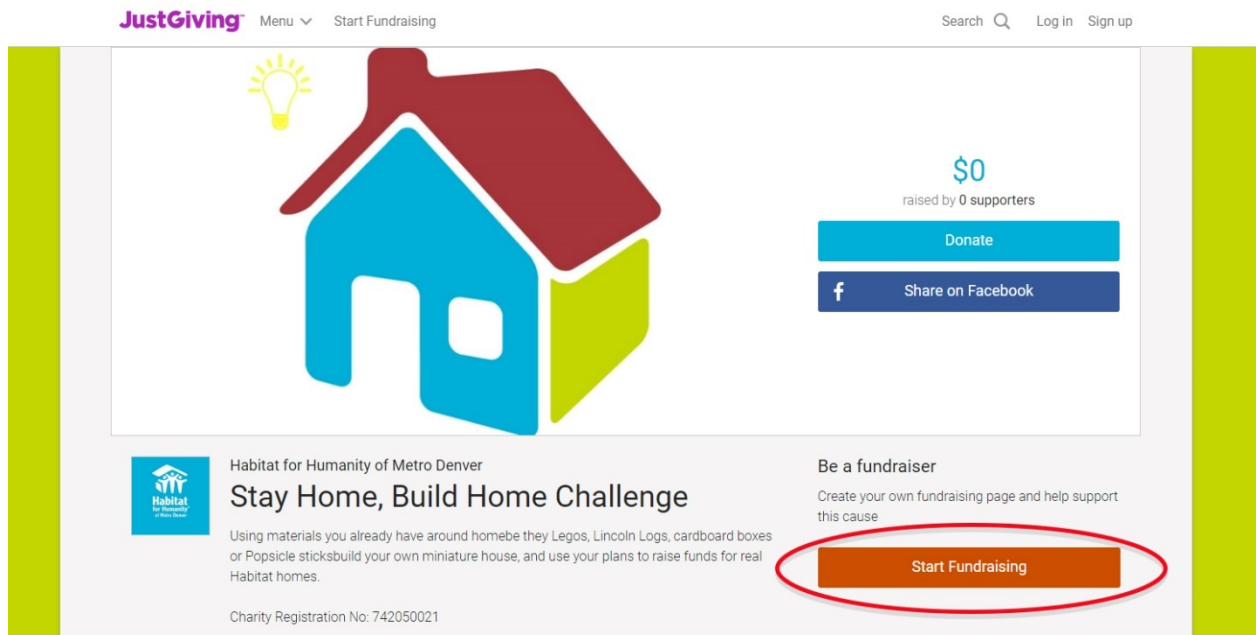 JustGiving™ Menu Start Fundraising Search Log in Sign up
$0
raised by 0 supporters
Donate
f Share on Facebook
Habitat
for Humanity®
of Metro Denver
Habitat for Humanity of Metro Denver
Stay Home, Build Home Challenge
Using materials you already have around homebe they Legos, Lincoln Logs, cardboard boxes
or Popsicle sticksbuild your own miniature house, and use your plans to raise funds for real
Habitat homes.
Charity Registration No: 742050021
Be a fundraiser
Create your own fundraising page and help support
this cause
Start Fundraising